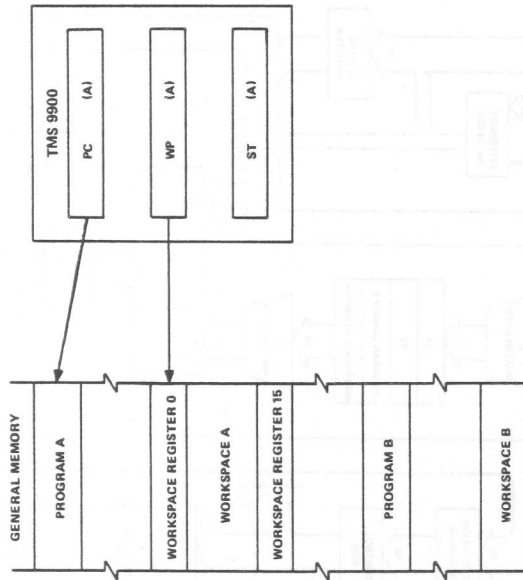 TMS 9900
PC (A)
WP (A)
ST (A)
GENERAL MEMORY
PROGRAM A
WORKSPACE REGISTER 0
WORKSPACE A
WORKSPACE REGISTER 15
PROGRAM B
WORKSPACE B